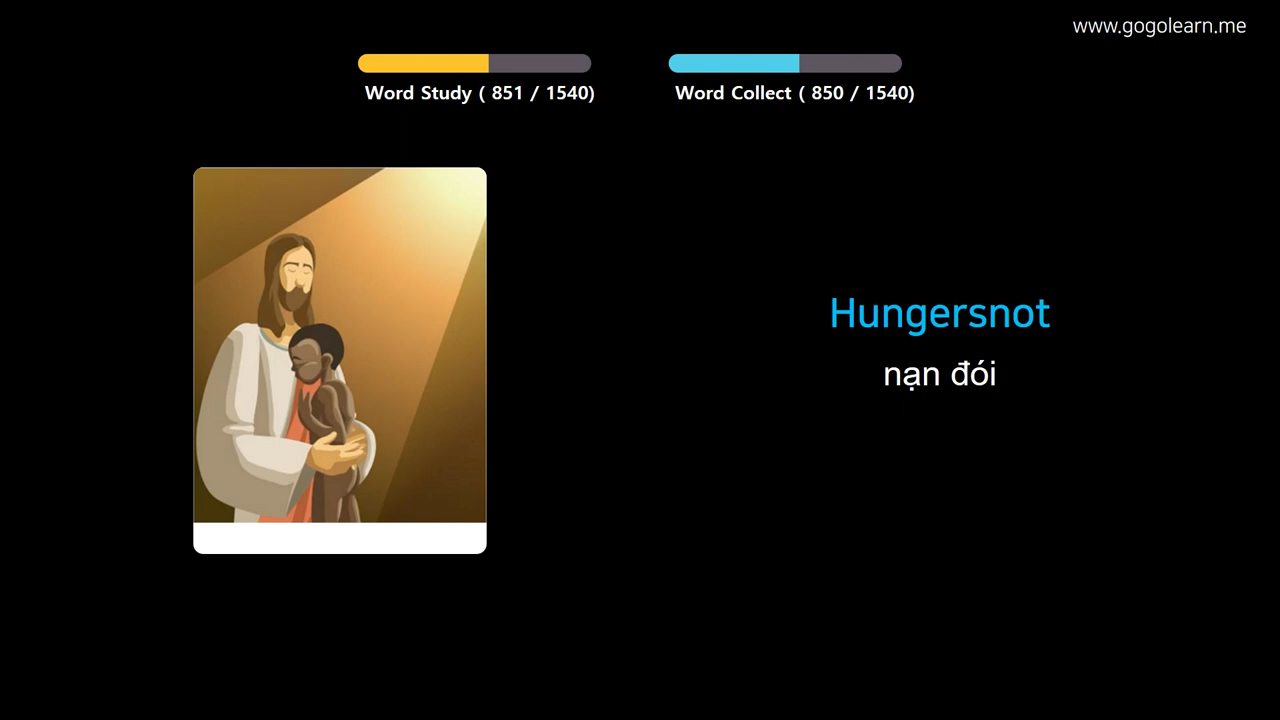 www.gogolearn.me
Word Study ( 851 / 1540)
Word Collect ( 850 / 1540)
Hungersnot
nạn đói